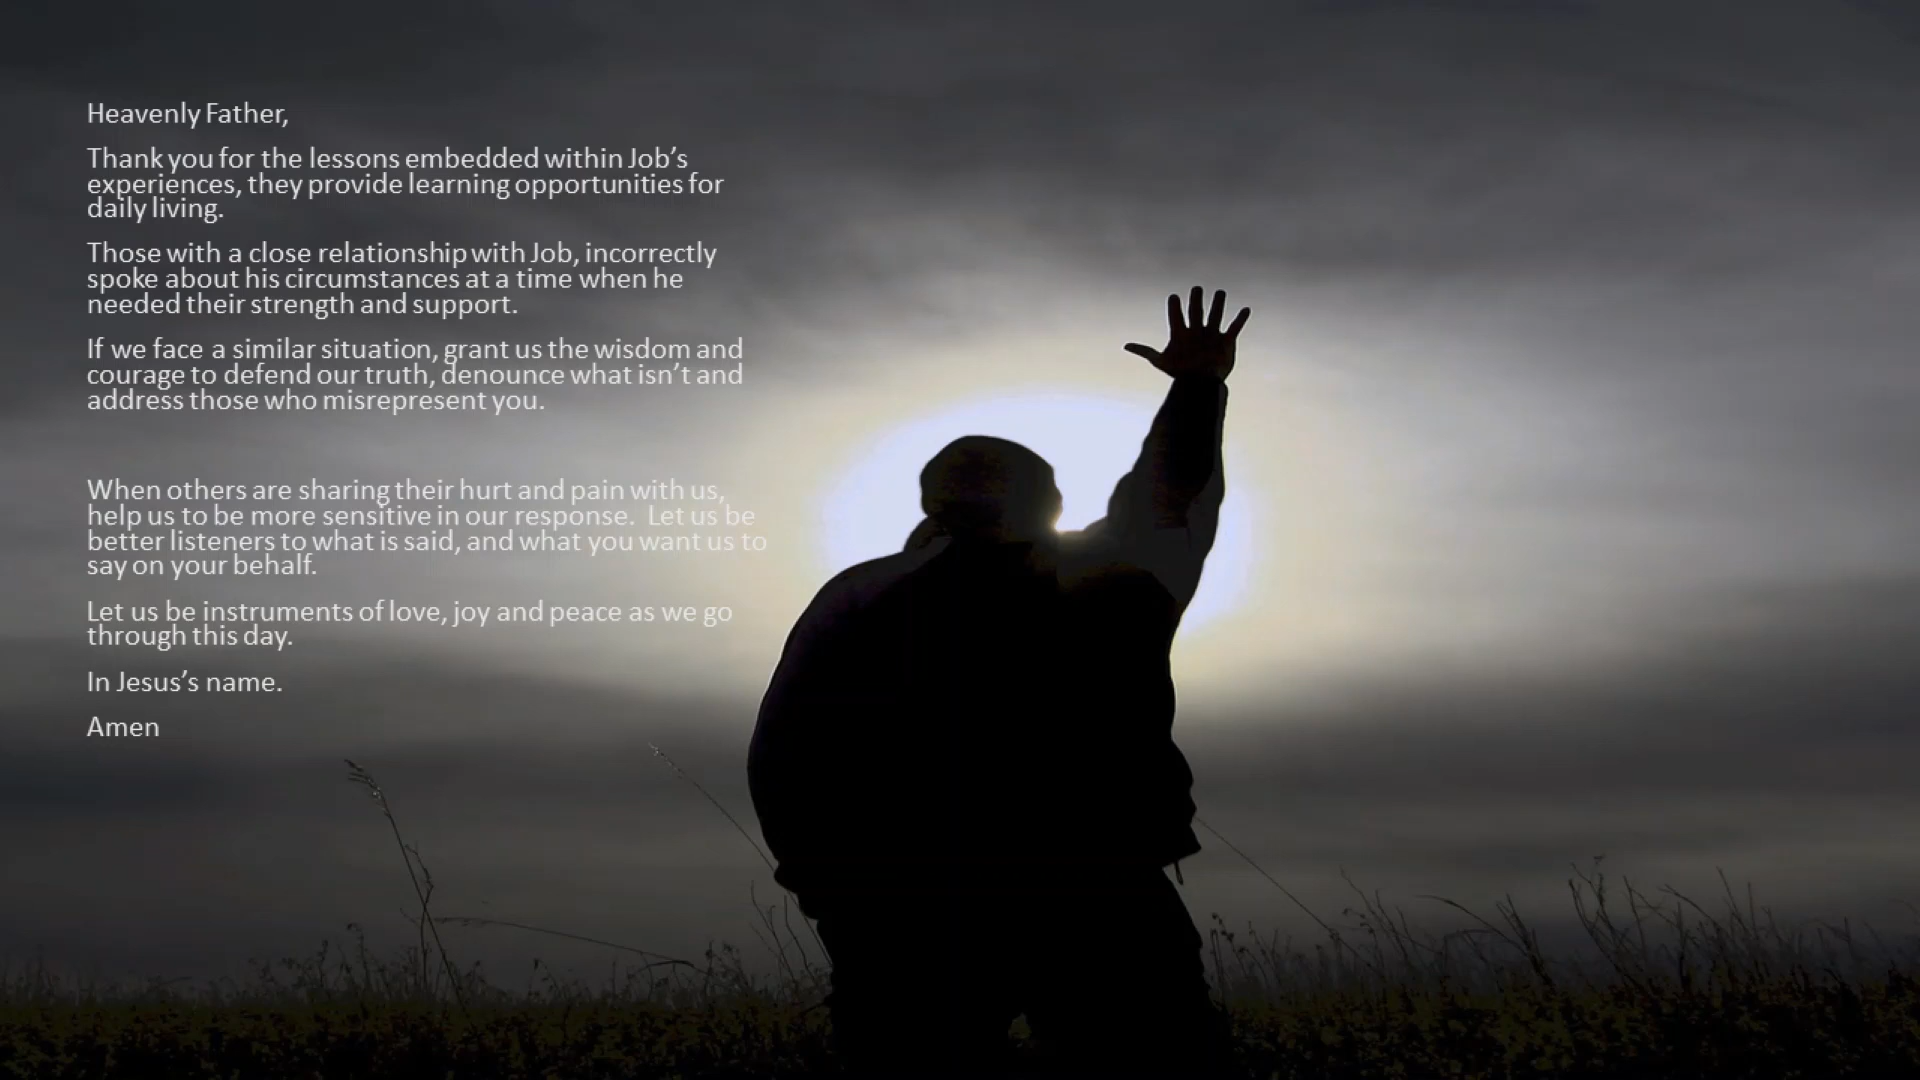 Heavenly Father,
Thank you for the lessons embedded within Job's
experiences, they provide learning opportunities for
daily living.
Those with a close relationship with Job, incorrectly
spoke about his circumstances at a time when he
needed their strength and support.
If we face a similar situation, grant us the wisdom and
courage to defend our truth, denounce what isn't and
address those who misrepresent you.
When others are sharing their hurt and pain with us,
help us to be more sensitive in our response.  Let us be
better listeners to what is said, and what you want us to
say on your behalf.
Let us be instruments of love, joy and peace as we go
through this day.
In Jesus's name.
Amen